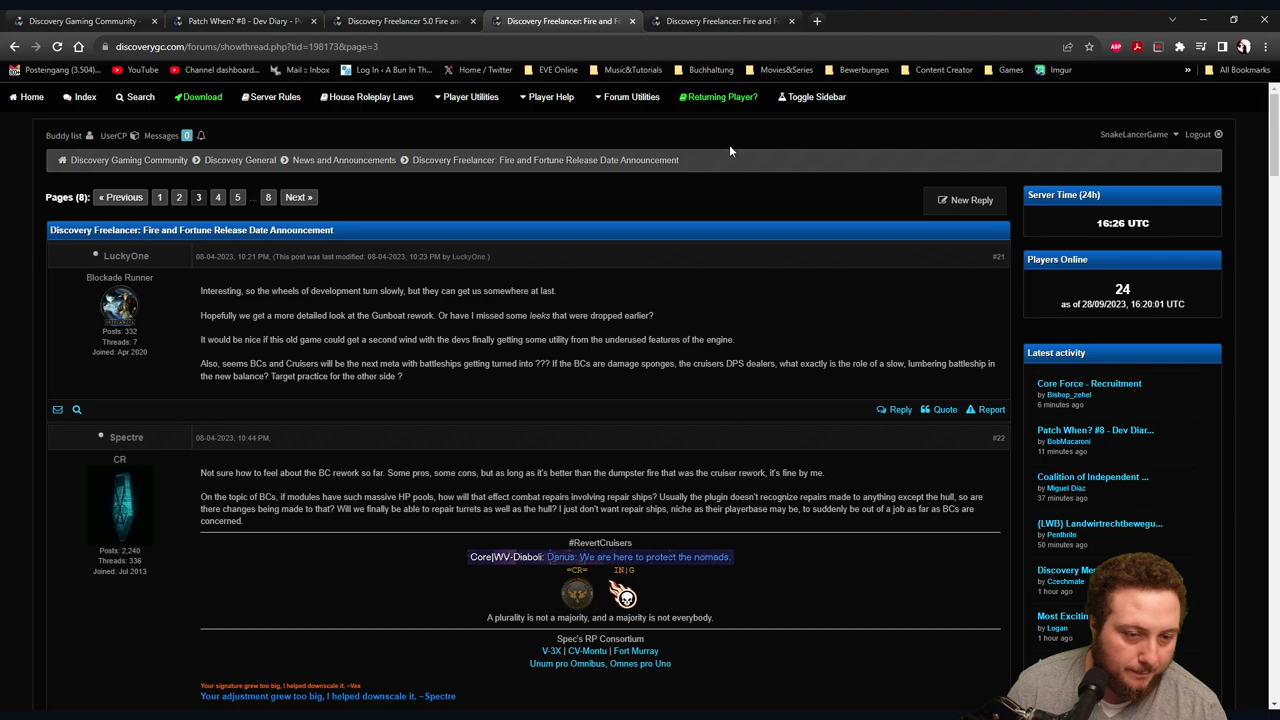 Discovery Gaming Community -
Patch When? #8 - Dev Diary - P
Discovery Freelancer 5.0 Fire an
Discovery Freelancer: Fire and Fo
Discovery Freelancer: Fire and F
discoverygc.com/forums/showthread.php?tid=198173&page=3
Posteingang (3.504)... YouTube Channel dashboard... Mail :: Inbox Log In ‹ A Bun In Th... Home / Twitter EVE Online Music&Tutorials Buchhaltung Movies&Series Bewerbungen Content Creator Games Imgur » All Bookmarks
Home Index Search Download Server Rules House Roleplay Laws Player Utilities Player Help Forum Utilities Returning Player? Toggle Sidebar
Buddy list UserCP Messages 0 SnakeLancerGame Logout
Discovery Gaming Community Discovery General News and Announcements Discovery Freelancer: Fire and Fortune Release Date Announcement
Pages (8): « Previous 1 2 3 4 5 ... 8 Next » New Reply
Discovery Freelancer: Fire and Fortune Release Date Announcement
LuckyOne 08-04-2023, 10:21 PM, (This post was last modified: 08-04-2023, 10:23 PM by LuckyOne.) #21
Blockade Runner
FREELANCER
Posts: 332
Threads: 7
Joined: Apr 2020
Interesting, so the wheels of development turn slowly, but they can get us somewhere at last.
Hopefully we get a more detailed look at the Gunboat rework. Or have I missed some leeks that were dropped earlier?
It would be nice if this old game could get a second wind with the devs finally getting some utility from the underused features of the engine.
Also, seems BCs and Cruisers will be the next meta with battleships getting turned into ??? If the BCs are damage sponges, the cruisers DPS dealers, what exactly is the role of a slow, lumbering battleship in
the new balance? Target practice for the other side ?
Reply Quote Report
Spectre 08-04-2023, 10:44 PM, #22
CR
Posts: 2,240
Threads: 336
Joined: Jul 2013
Not sure how to feel about the BC rework so far. Some pros, some cons, but as long as it's better than the dumpster fire that was the cruiser rework, it's fine by me.
On the topic of BCs, if modules have such massive HP pools, how will that effect combat repairs involving repair ships? Usually the plugin doesn't recognize repairs made to anything except the hull, so are
there changes being made to that? Will we finally be able to repair turrets as well as the hull? I just don't want repair ships, niche as their playerbase may be, to suddenly be out of a job as far as BCs are
concerned.
#RevertCruisers
Core|WV-Diaboli: Darius: We are here to protect the nomads.
=CR= IN|G
A plurality is not a majority, and a majority is not everybody.
Spec's RP Consortium
V-3X | CV-Montu | Fort Murray
Unum pro Omnibus, Omnes pro Uno
Your signature grew too big, I helped downscale it. ~Vex
Your adjustment grew too big, I helped downscale it. ~Spectre
Server Time (24h)
16:26 UTC
Players Online
24
as of 28/09/2023, 16:20:01 UTC
Latest activity
Core Force - Recruitment
by Bishop_zehel
6 minutes ago
Patch When? #8 - Dev Diar...
by BobMacaroni
11 minutes ago
Coalition of Independent ...
by Miguel Diaz
37 minutes ago
{LWB} Landwirtrechtbewegu...
by Penthrite
50 minutes ago
Discovery Me
by Czechmate
1 hour ago
Most Excitin
by Logan
1 hour ago